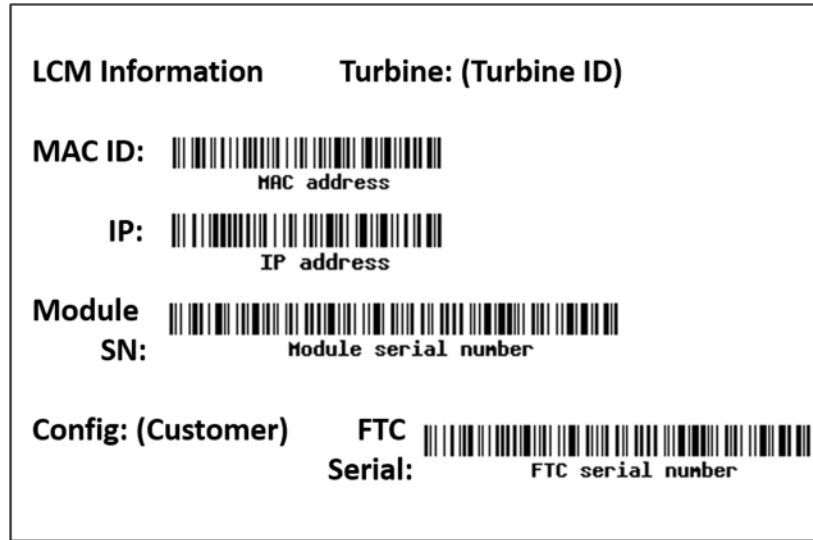 LCM Information Turbine: (Turbine ID)
MAC ID:
MAC address
IP:
IP address
Module
SN:
Module serial number
Config: (Customer)
FTC
Serial:
FTC serial number